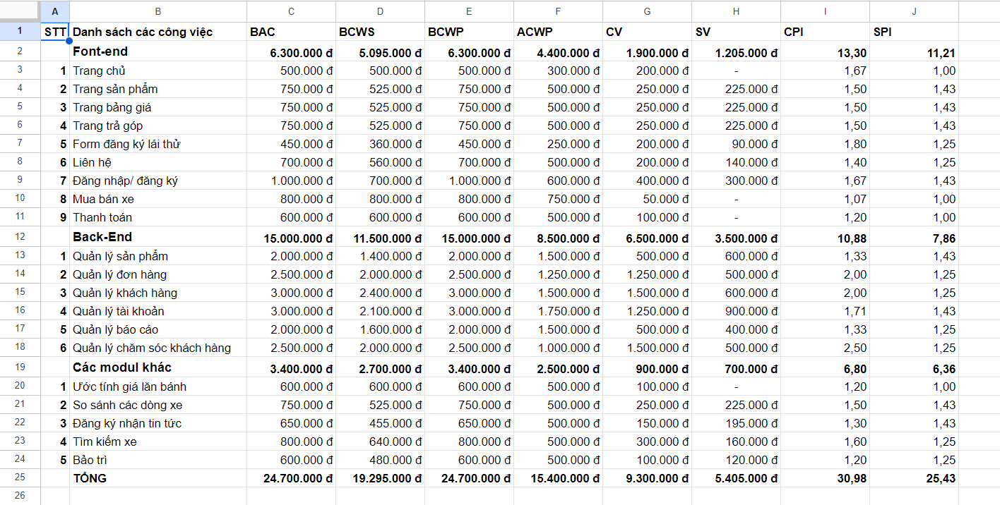 A B C D E F G H I J
1 STT Danh sách các công việc BAC BCWS BCWP ACWP CV SV CPI SPI
2 Font-end 6.300.000 đ 5.095.000 đ 6.300.000 đ 4.400.000 đ 1.900.000 đ 1.205.000 đ 13,30 11,21
3 1 Trang chủ 500.000 đ 500.000 đ 500.000 đ 300.000 đ 200.000 đ - 1,67 1,00
4 2 Trang sản phẩm 750.000 đ 525.000 đ 750.000 đ 500.000 đ 250.000 đ 225.000 đ 1,50 1,43
5 3 Trang bảng giá 750.000 đ 525.000 đ 750.000 đ 500.000 đ 250.000 đ 225.000 đ 1,50 1,43
6 4 Trang trả góp 750.000 đ 525.000 đ 750.000 đ 500.000 đ 250.000 đ 225.000 đ 1,50 1,43
7 5 Form đăng ký lái thử 450.000 đ 360.000 đ 450.000 đ 250.000 đ 200.000 đ 90.000 đ 1,80 1,25
8 6 Liên hệ 700.000 đ 560.000 đ 700.000 đ 500.000 đ 200.000 đ 140.000 đ 1,40 1,25
9 7 Đăng nhập/ đăng ký 1.000.000 đ 700.000 đ 1.000.000 đ 600.000 đ 400.000 đ 300.000 đ 1,67 1,43
10 8 Mua bán xe 800.000 đ 800.000 đ 800.000 đ 750.000 đ 50.000 đ - 1,07 1,00
11 9 Thanh toán 600.000 đ 600.000 đ 600.000 đ 500.000 đ 100.000 đ - 1,20 1,00
12 Back-End 15.000.000 đ 11.500.000 đ 15.000.000 đ 8.500.000 đ 6.500.000 đ 3.500.000 đ 10,88 7,86
13 1 Quản lý sản phẩm 2.000.000 đ 1.400.000 đ 2.000.000 đ 1.500.000 đ 500.000 đ 600.000 đ 1,33 1,43
14 2 Quản lý đơn hàng 2.500.000 đ 2.000.000 đ 2.500.000 đ 1.250.000 đ 1.250.000 đ 500.000 đ 2,00 1,25
15 3 Quản lý khách hàng 3.000.000 đ 2.400.000 đ 3.000.000 đ 1.500.000 đ 1.500.000 đ 600.000 đ 2,00 1,25
16 4 Quản lý tài khoản 3.000.000 đ 2.100.000 đ 3.000.000 đ 1.750.000 đ 1.250.000 đ 900.000 đ 1,71 1,43
17 5 Quản lý báo cáo 2.000.000 đ 1.600.000 đ 2.000.000 đ 1.500.000 đ 500.000 đ 400.000 đ 1,33 1,25
18 6 Quản lý chăm sóc khách hàng 2.500.000 đ 2.000.000 đ 2.500.000 đ 1.000.000 đ 1.500.000 đ 500.000 đ 2,50 1,25
19 Các modul khác 3.400.000 đ 2.700.000 đ 3.400.000 đ 2.500.000 đ 900.000 đ 700.000 đ 6,80 6,36
20 1 Ước tính giá lăn bánh 600.000 đ 600.000 đ 600.000 đ 500.000 đ 100.000 đ - 1,20 1,00
21 2 So sánh các dòng xe 750.000 đ 525.000 đ 750.000 đ 500.000 đ 250.000 đ 225.000 đ 1,50 1,43
22 3 Đăng ký nhận tin tức 650.000 đ 455.000 đ 650.000 đ 500.000 đ 150.000 đ 195.000 đ 1,30 1,43
23 4 Tìm kiếm xe 800.000 đ 640.000 đ 800.000 đ 500.000 đ 300.000 đ 160.000 đ 1,60 1,25
24 5 Bảo trì 600.000 đ 480.000 đ 600.000 đ 500.000 đ 100.000 đ 120.000 đ 1,20 1,25
25 TỔNG 24.700.000 đ 19.295.000 đ 24.700.000 đ 15.400.000 đ 9.300.000 đ 5.405.000 đ 30,98 25,43
26